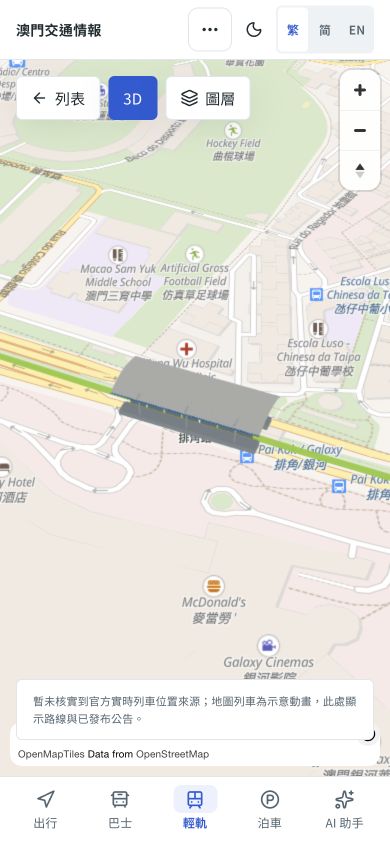 澳門交通情報
繁
简
EN
列表
3D
圖層
Hockey Field
曲棍球場
Macao Sam Yuk
Middle School
澳門三育中學
Artificial Grass
Football Field
仿真草足球場
Escola Luso -
Chinesa da Taipa
氹仔中葡學校
Wu Hospital
Pai Kok / Galaxy
排角/銀河
McDonald's
麥當勞
Galaxy Cinemas
銀河影院
暫未核實到官方實時列車位置來源；地圖列車為示意動畫，此處顯
示路線與已發布公告。
OpenMapTiles Data from OpenStreetMap
出行
巴士
輕軌
泊車
AI 助手